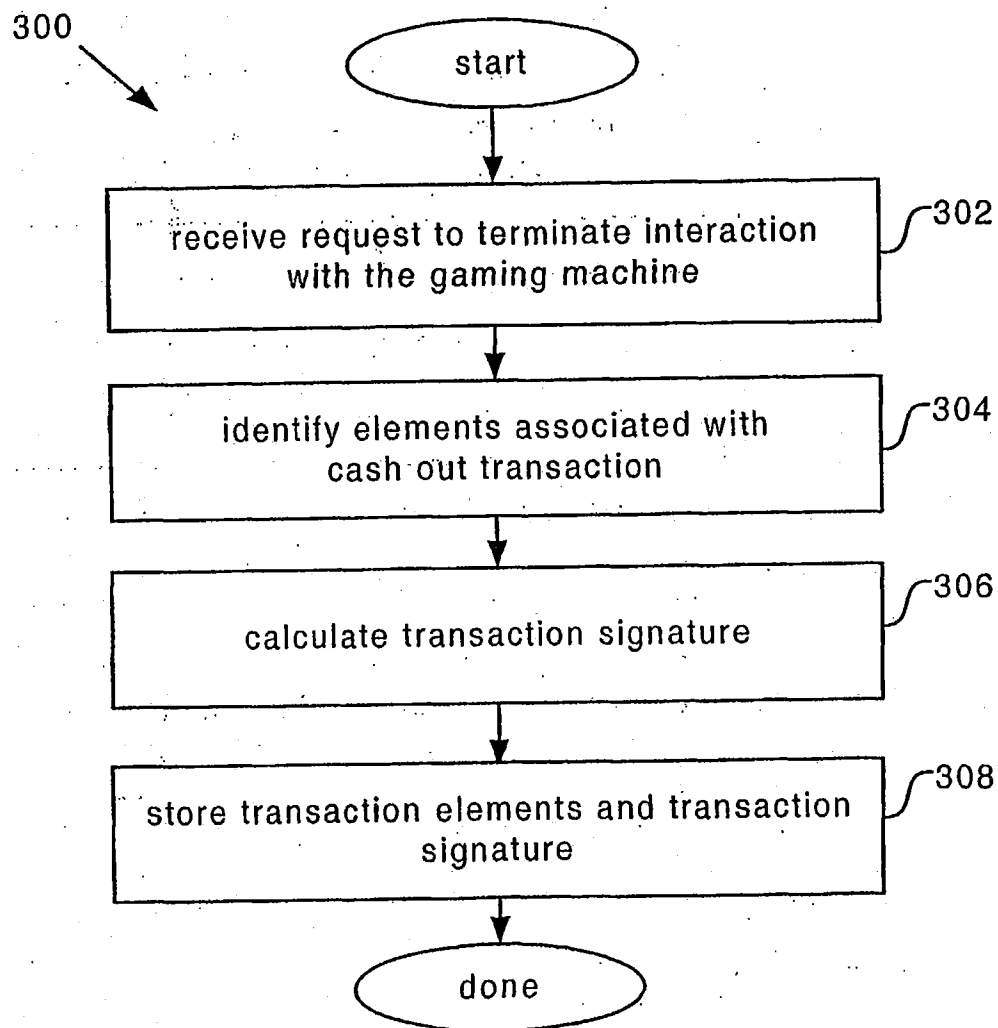 300
start
receive request to terminate interaction
with the gaming machine
302
identify elements associated with
cash out transaction
304
calculate transaction signature
306
store transaction elements and transaction
signature
308
done